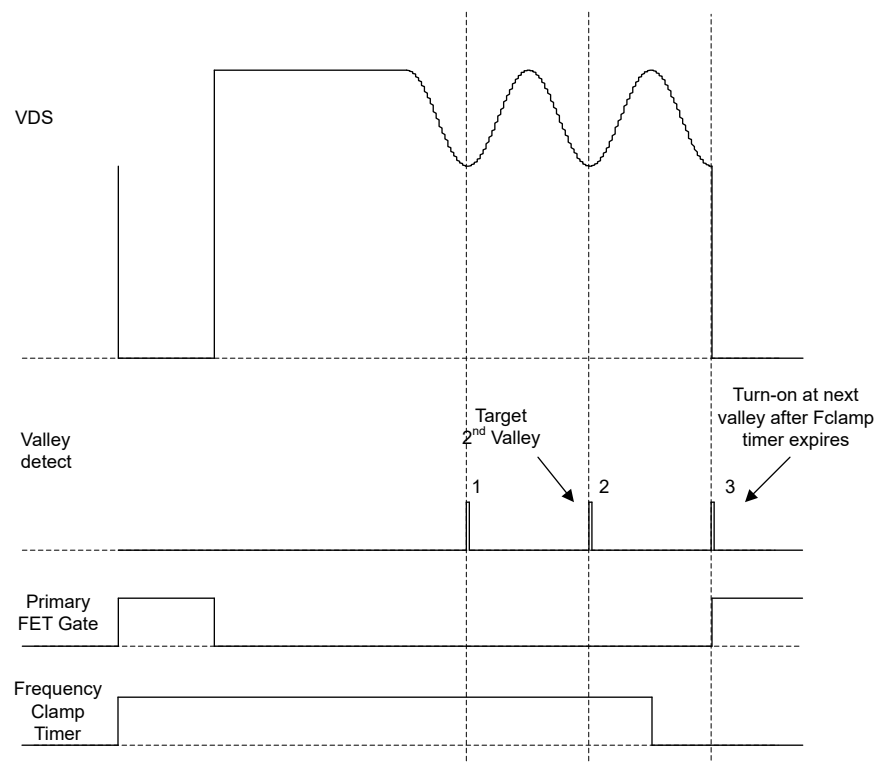 VDS
Turn-on at next
valley after Fclamp
timer expires
Target
2nd Valley
Valley
detect
1
2
3
Primary
FET Gate
Frequency
Clamp
Timer